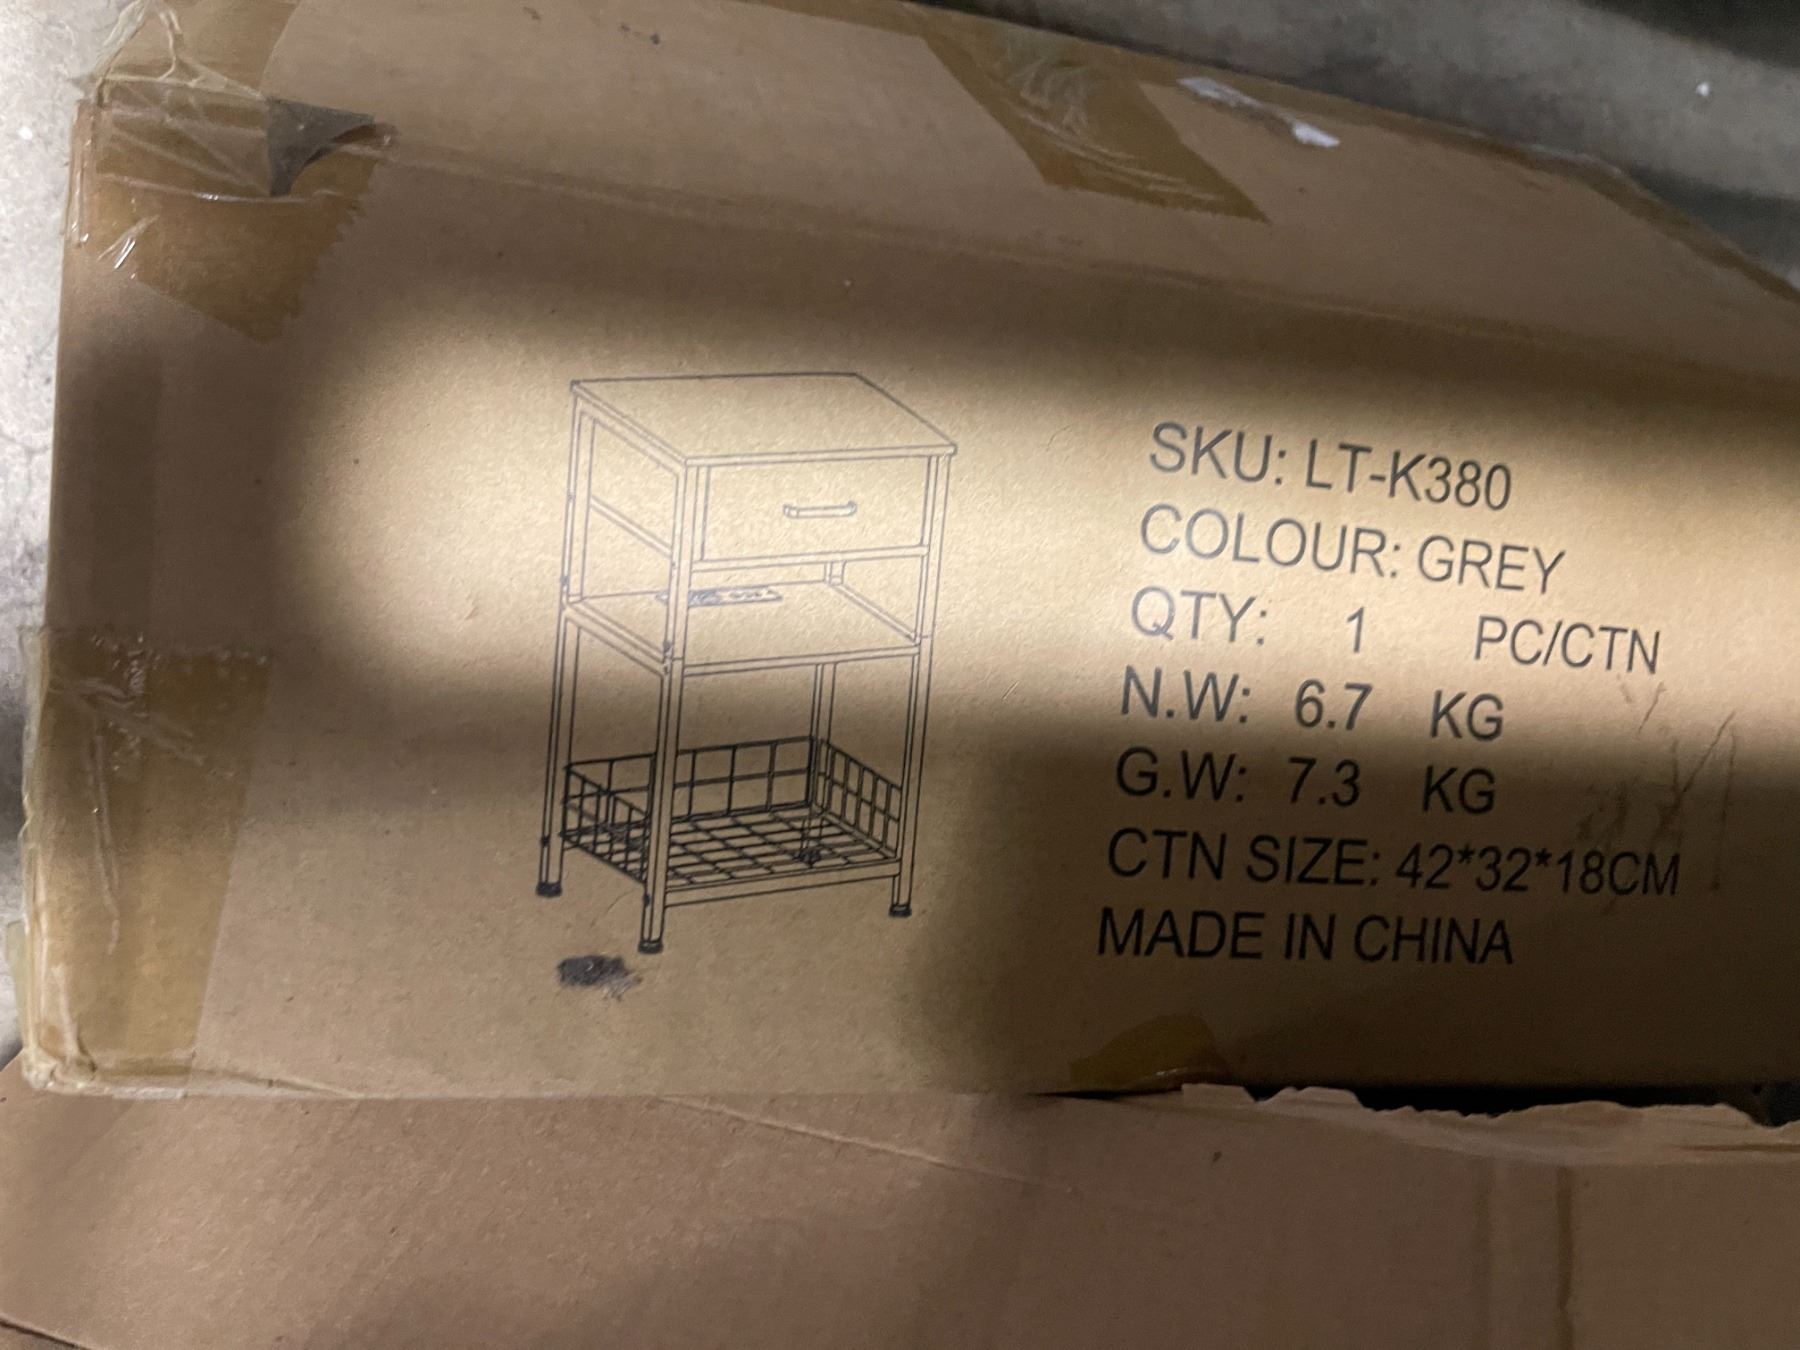 SKU: LT-K380
COLOUR: GREY
QTY: 1 PC/CTN
N.W: 6.7 KG
G.W: 7.3 KG
CTN SIZE: 42*32*18CM
MADE IN CHINA